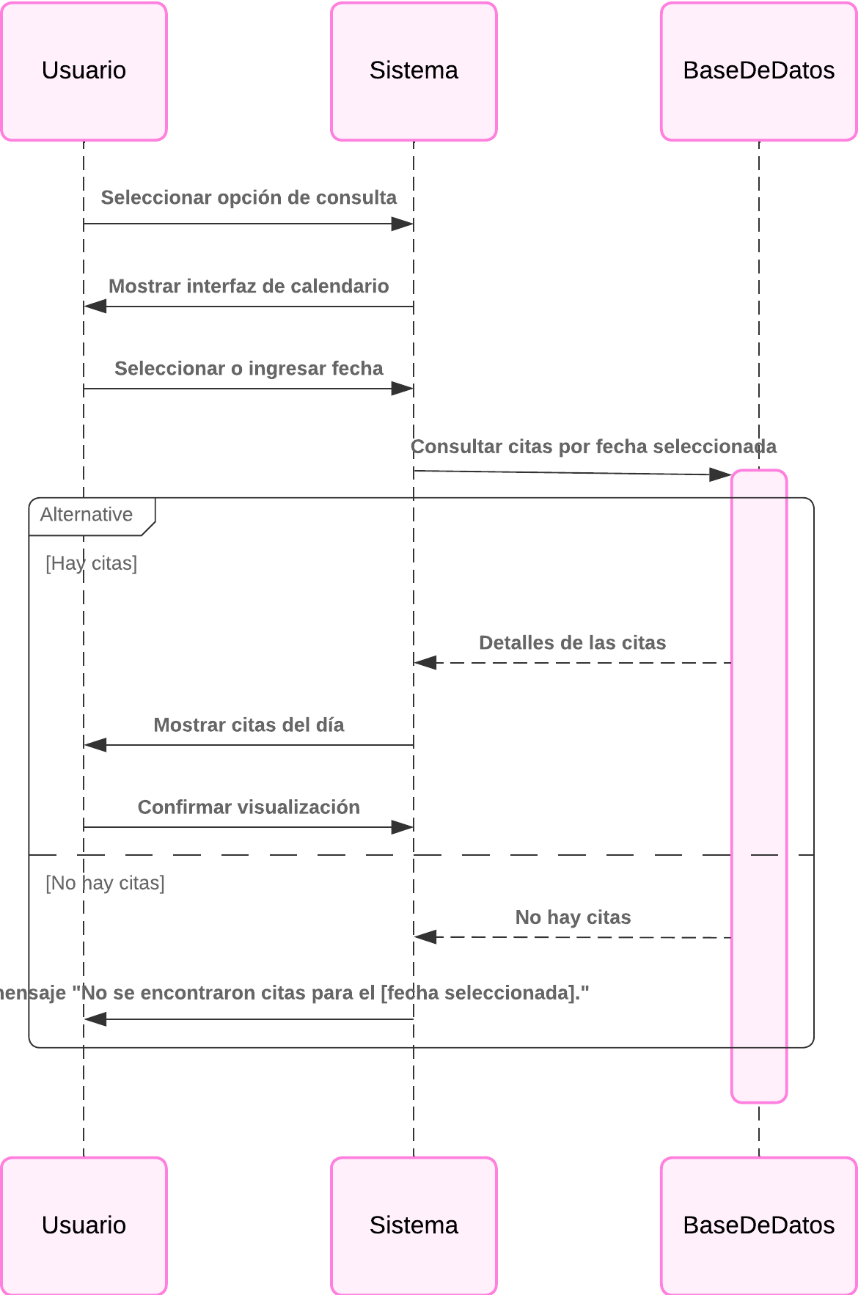 Usuario
Sistema
BaseDeDatos
Seleccionar opción de consulta
Mostrar interfaz de calendario
Seleccionar o ingresar fecha
Consultar citas por fecha seleccionada
Alternative
[Hay citas]
Detalles de las citas
Mostrar citas del día
Confirmar visualización
[No hay citas]
No hay citas
"No se encontraron citas para el [fecha seleccionada]."
Usuario
Sistema
BaseDeDatos